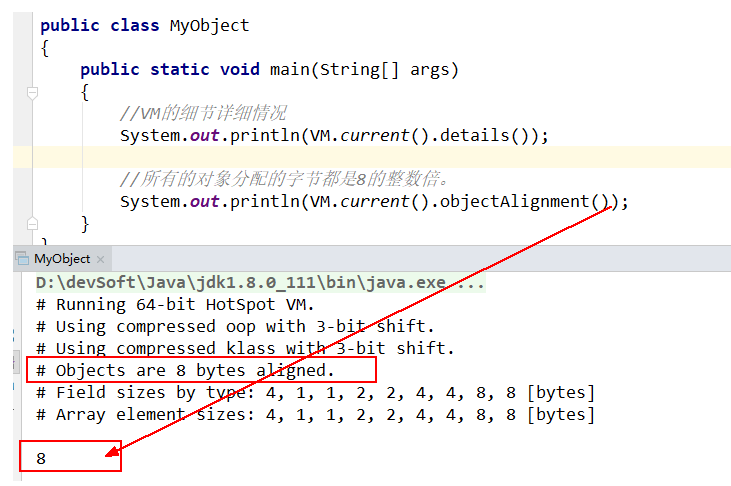 public class MyObject
{
public static void main(String[] args)
{
//VM的细节详细情况
System.out.println(VM.current().details());
//所有的对象分配的字节都是8的整数倍。
System.out.println(VM.current().objectAlignment());
}
}
MyObject ×
D:\devSoft\Java\jdk1.8.0_111\bin\java.exe ...
# Running 64-bit HotSpot VM.
# Using compressed oop with 3-bit shift.
# Using compressed klass with 3-bit shift.
# Objects are 8 bytes aligned.
# Field sizes by type: 4, 1, 1, 2, 2, 4, 4, 8, 8 [bytes]
# Array element sizes: 4, 1, 1, 2, 2, 4, 4, 8, 8 [bytes]
8